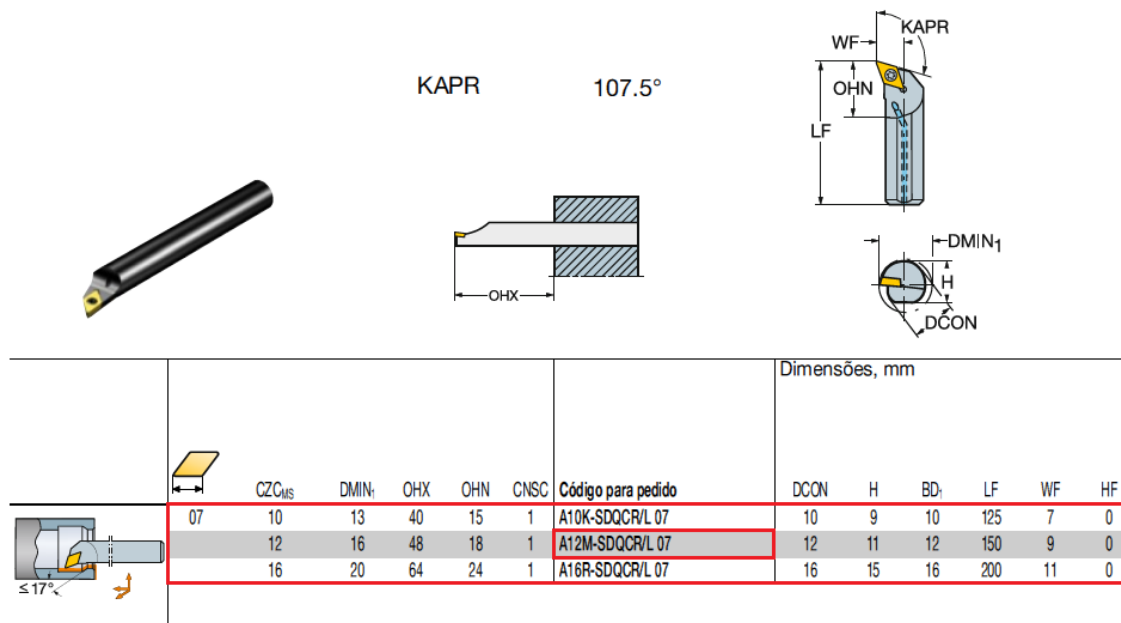 KAPR 107.5°
KAPR
WF
OHN
LF
OHX
DMIN₁
H
DCON
Dimensões, mm
CZC_MS DMIN₁ OHX OHN CNSC Código para pedido DCON H BD₁ LF WF HF
07 10 13 40 15 1 A10K-SDQCR/L 07 10 9 10 125 7 0
12 16 48 18 1 A12M-SDQCR/L 07 12 11 12 150 9 0
16 20 64 24 1 A16R-SDQCR/L 07 16 15 16 200 11 0
≤17°